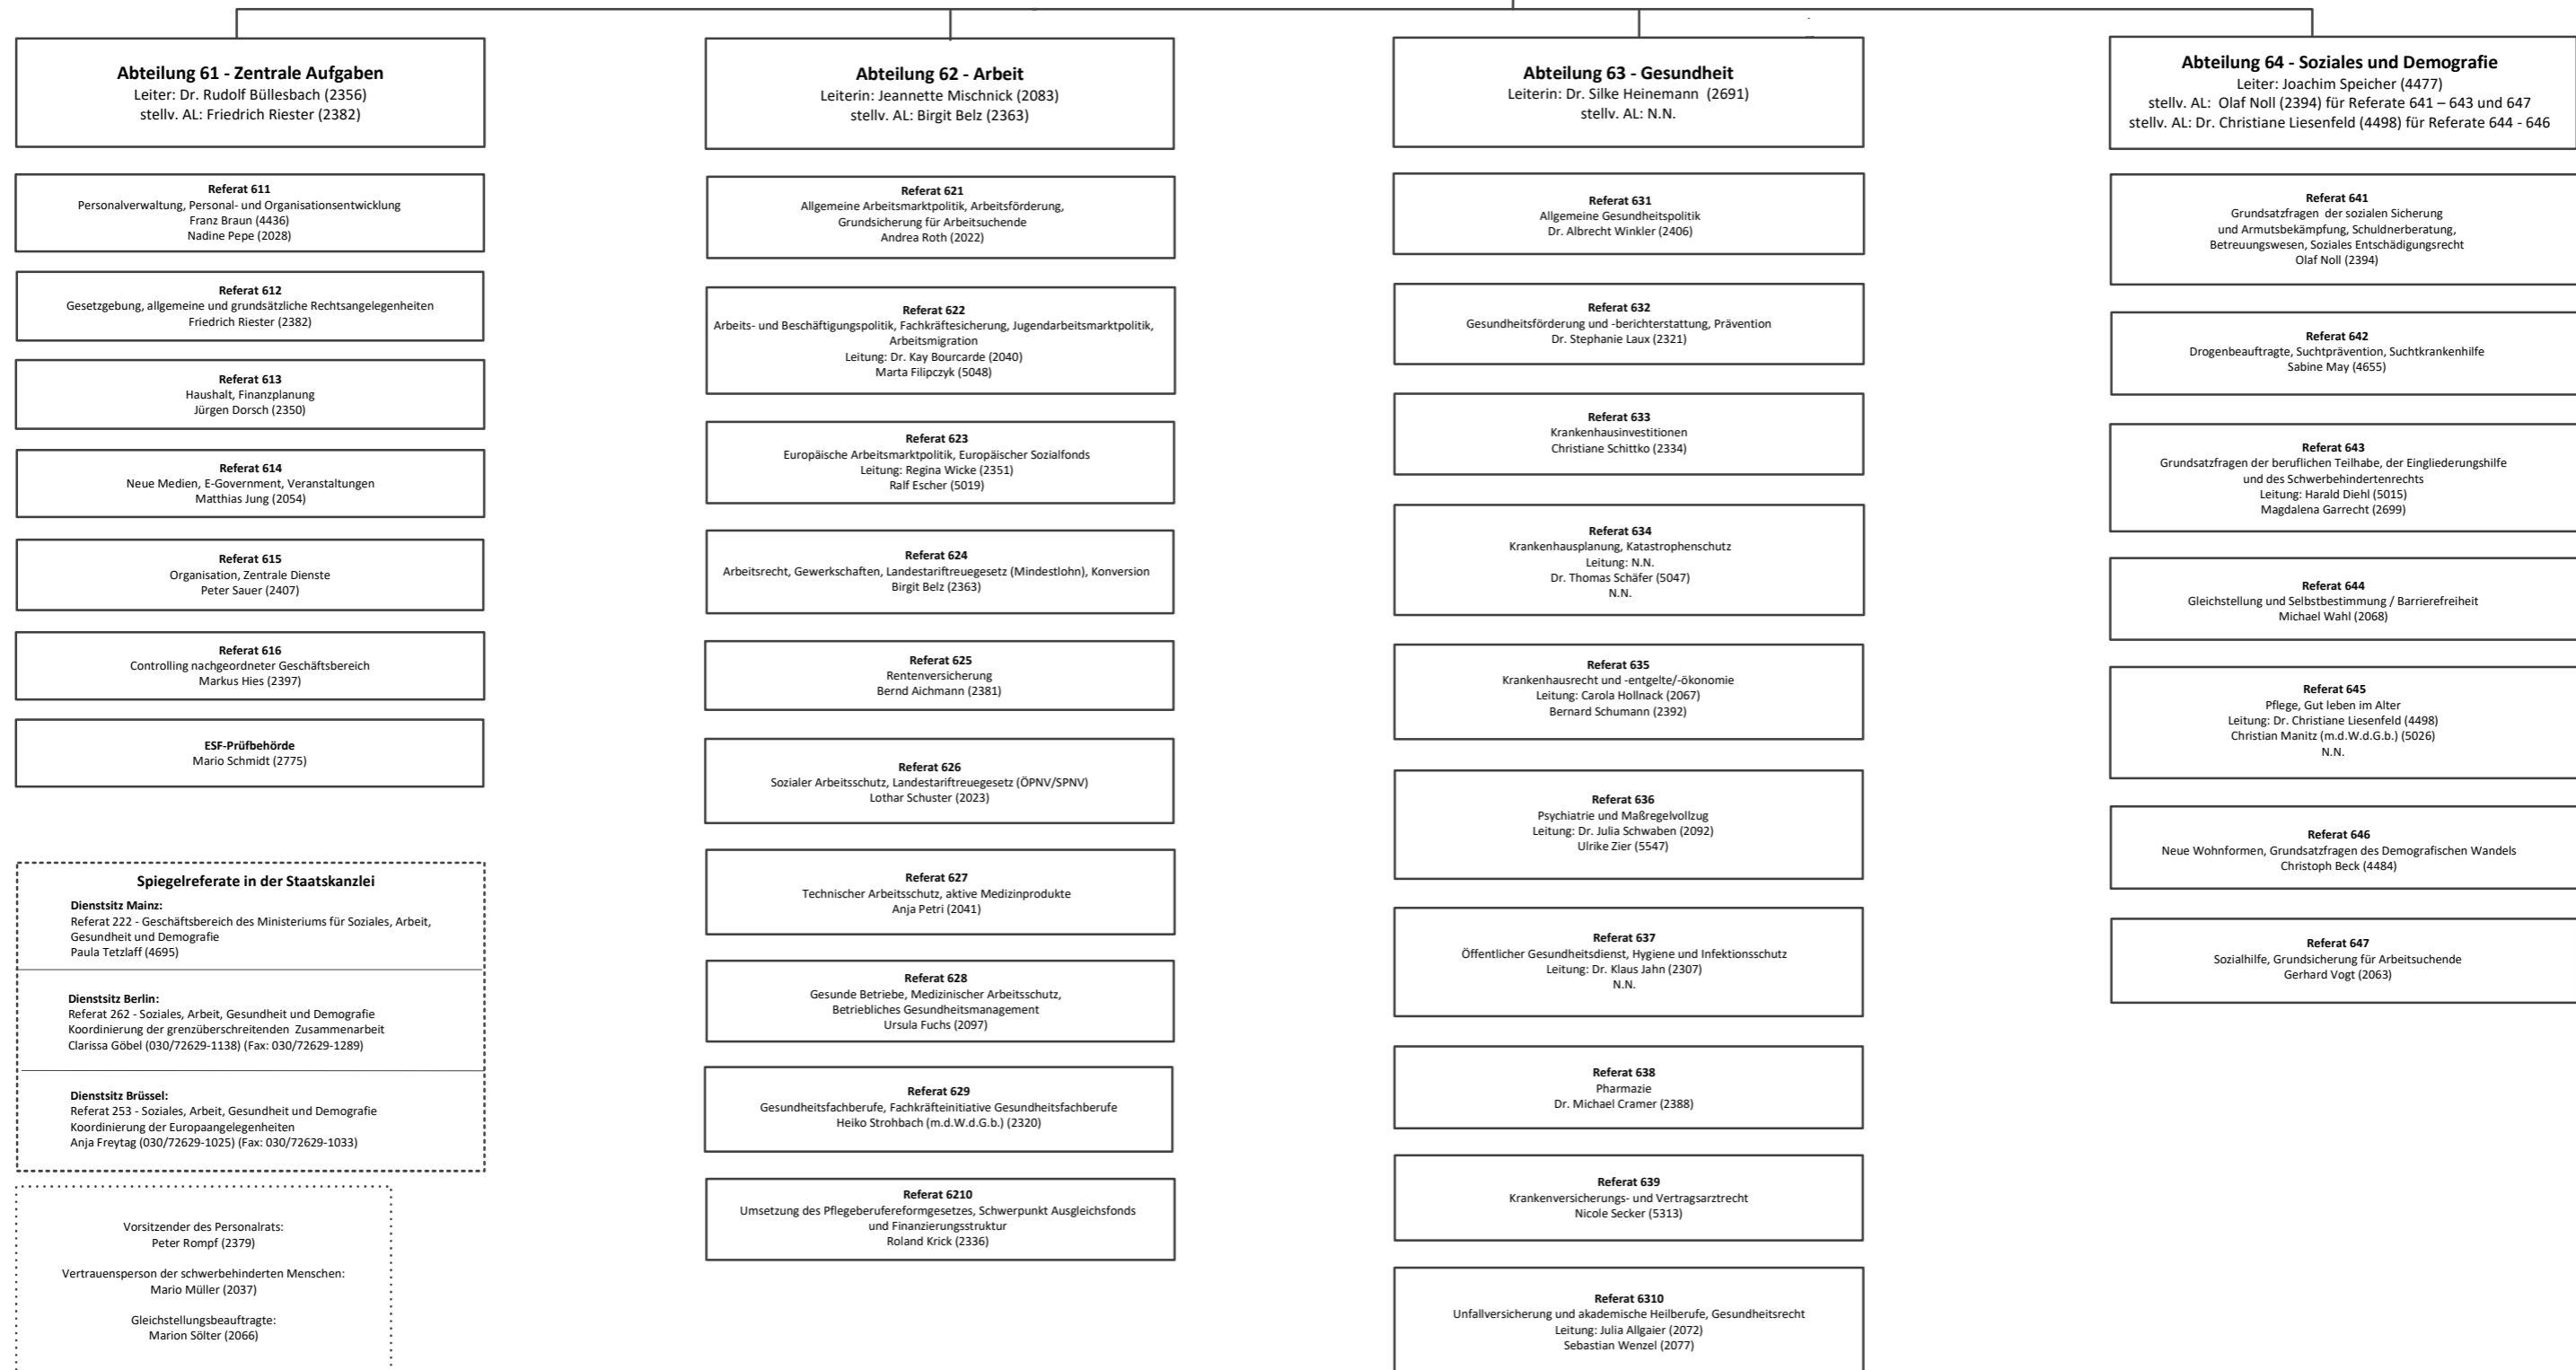 Abteilung 61 - Zentrale Aufgaben
Leiter: Dr. Rudolf Büllesbach (2356)
stellv. AL: Friedrich Riester (2382)
Referat 611
Personalverwaltung, Personal- und Organisationsentwicklung
Franz Braun (4436)
Nadine Pepe (2028)
Referat 612
Gesetzgebung, allgemeine und grundsätzliche Rechtsangelegenheiten
Friedrich Riester (2382)
Referat 613
Haushalt, Finanzplanung
Jürgen Dorsch (2350)
Referat 614
Neue Medien, E-Government, Veranstaltungen
Matthias Jung (2054)
Referat 615
Organisation, Zentrale Dienste
Peter Sauer (2407)
Referat 616
Controlling nachgeordneter Geschäftsbereich
Markus Hies (2397)
ESF-Prüfbehörde
Mario Schmidt (2775)
Spiegelreferate in der Staatskanzlei
Dienstsitz Mainz:
Referat 222 - Geschäftsbereich des Ministeriums für Soziales, Arbeit,
Gesundheit und Demografie
Paula Tetzlaff (4695)
Dienstsitz Berlin:
Referat 262 - Soziales, Arbeit, Gesundheit und Demografie
Koordinierung der grenzüberschreitenden Zusammenarbeit
Clarissa Göbel (030/72629-1138) (Fax: 030/72629-1289)
Dienstsitz Brüssel:
Referat 253 - Soziales, Arbeit, Gesundheit und Demografie
Koordinierung der Europaangelegenheiten
Anja Freytag (030/72629-1025) (Fax: 030/72629-1033)
Vorsitzender des Personalrats:
Peter Rompf (2379)
Vertrauensperson der schwerbehinderten Menschen:
Mario Müller (2037)
Gleichstellungsbeauftragte:
Marion Sölter (2066)
Abteilung 62 - Arbeit
Leiterin: Jeannette Mischnick (2083)
stellv. AL: Birgit Belz (2363)
Referat 621
Allgemeine Arbeitsmarktpolitik, Arbeitsförderung,
Grundsicherung für Arbeitsuchende
Andrea Roth (2022)
Referat 622
Arbeits- und Beschäftigungspolitik, Fachkräftesicherung, Jugendarbeitsmarktpolitik,
Arbeitsmigration
Leitung: Dr. Kay Bourcarde (2040)
Marta Filipczyk (5048)
Referat 623
Europäische Arbeitsmarktpolitik, Europäischer Sozialfonds
Leitung: Regina Wicke (2351)
Ralf Escher (5019)
Referat 624
Arbeitsrecht, Gewerkschaften, Landestariftreuegesetz (Mindestlohn), Konversion
Birgit Belz (2363)
Referat 625
Rentenversicherung
Bernd Aichmann (2381)
Referat 626
Sozialer Arbeitsschutz, Landestariftreuegesetz (ÖPNV/SPNV)
Lothar Schuster (2023)
Referat 627
Technischer Arbeitsschutz, aktive Medizinprodukte
Anja Petri (2041)
Referat 628
Gesunde Betriebe, Medizinischer Arbeitsschutz,
Betriebliches Gesundheitsmanagement
Ursula Fuchs (2097)
Referat 629
Gesundheitsfachberufe, Fachkräfteinitiative Gesundheitsfachberufe
Heiko Strohbach (m.d.W.d.G.b.) (2320)
Referat 6210
Umsetzung des Pflegeberufereformgesetzes, Schwerpunkt Ausgleichsfonds
und Finanzierungsstruktur
Roland Krick (2336)
Abteilung 63 - Gesundheit
Leiterin: Dr. Silke Heinemann (2691)
stellv. AL: N.N.
Referat 631
Allgemeine Gesundheitspolitik
Dr. Albrecht Winkler (2406)
Referat 632
Gesundheitsförderung und -berichterstattung, Prävention
Dr. Stephanie Laux (2321)
Referat 633
Krankenhausinvestitionen
Christiane Schittko (2334)
Referat 634
Krankenhausplanung, Katastrophenschutz
Leitung: N.N.
Dr. Thomas Schäfer (5047)
N.N.
Referat 635
Krankenhausrecht und -entgelte/-ökonomie
Leitung: Carola Hollnack (2067)
Bernard Schumann (2392)
Referat 636
Psychiatrie und Maßregelvollzug
Leitung: Dr. Julia Schwaben (2092)
Ulrike Zier (5547)
Referat 637
Öffentlicher Gesundheitsdienst, Hygiene und Infektionsschutz
Leitung: Dr. Klaus Jahn (2307)
N.N.
Referat 638
Pharmazie
Dr. Michael Cramer (2388)
Referat 639
Krankenversicherungs- und Vertragsarztrecht
Nicole Secker (5313)
Referat 6310
Unfallversicherung und akademische Heilberufe, Gesundheitsrecht
Leitung: Julia Allgaier (2072)
Sebastian Wenzel (2077)
Abteilung 64 - Soziales und Demografie
Leiter: Joachim Speicher (4477)
stellv. AL: Olaf Noll (2394) für Referate 641 – 643 und 647
stellv. AL: Dr. Christiane Liesenfeld (4498) für Referate 644 - 646
Referat 641
Grundsatzfragen der sozialen Sicherung
und Armutsbekämpfung, Schuldnerberatung,
Betreuungswesen, Soziales Entschädigungsrecht
Olaf Noll (2394)
Referat 642
Drogenbeauftragte, Suchtprävention, Suchtkrankenhilfe
Sabine May (4655)
Referat 643
Grundsatzfragen der beruflichen Teilhabe, der Eingliederungshilfe
und des Schwerbehindertenrechts
Leitung: Harald Diehl (5015)
Magdalena Garrecht (2699)
Referat 644
Gleichstellung und Selbstbestimmung / Barrierefreiheit
Michael Wahl (2068)
Referat 645
Pflege, Gut leben im Alter
Leitung: Dr. Christiane Liesenfeld (4498)
Christian Manitz (m.d.W.d.G.b.) (5026)
N.N.
Referat 646
Neue Wohnformen, Grundsatzfragen des Demografischen Wandels
Christoph Beck (4484)
Referat 647
Sozialhilfe, Grundsicherung für Arbeitsuchende
Gerhard Vogt (2063)